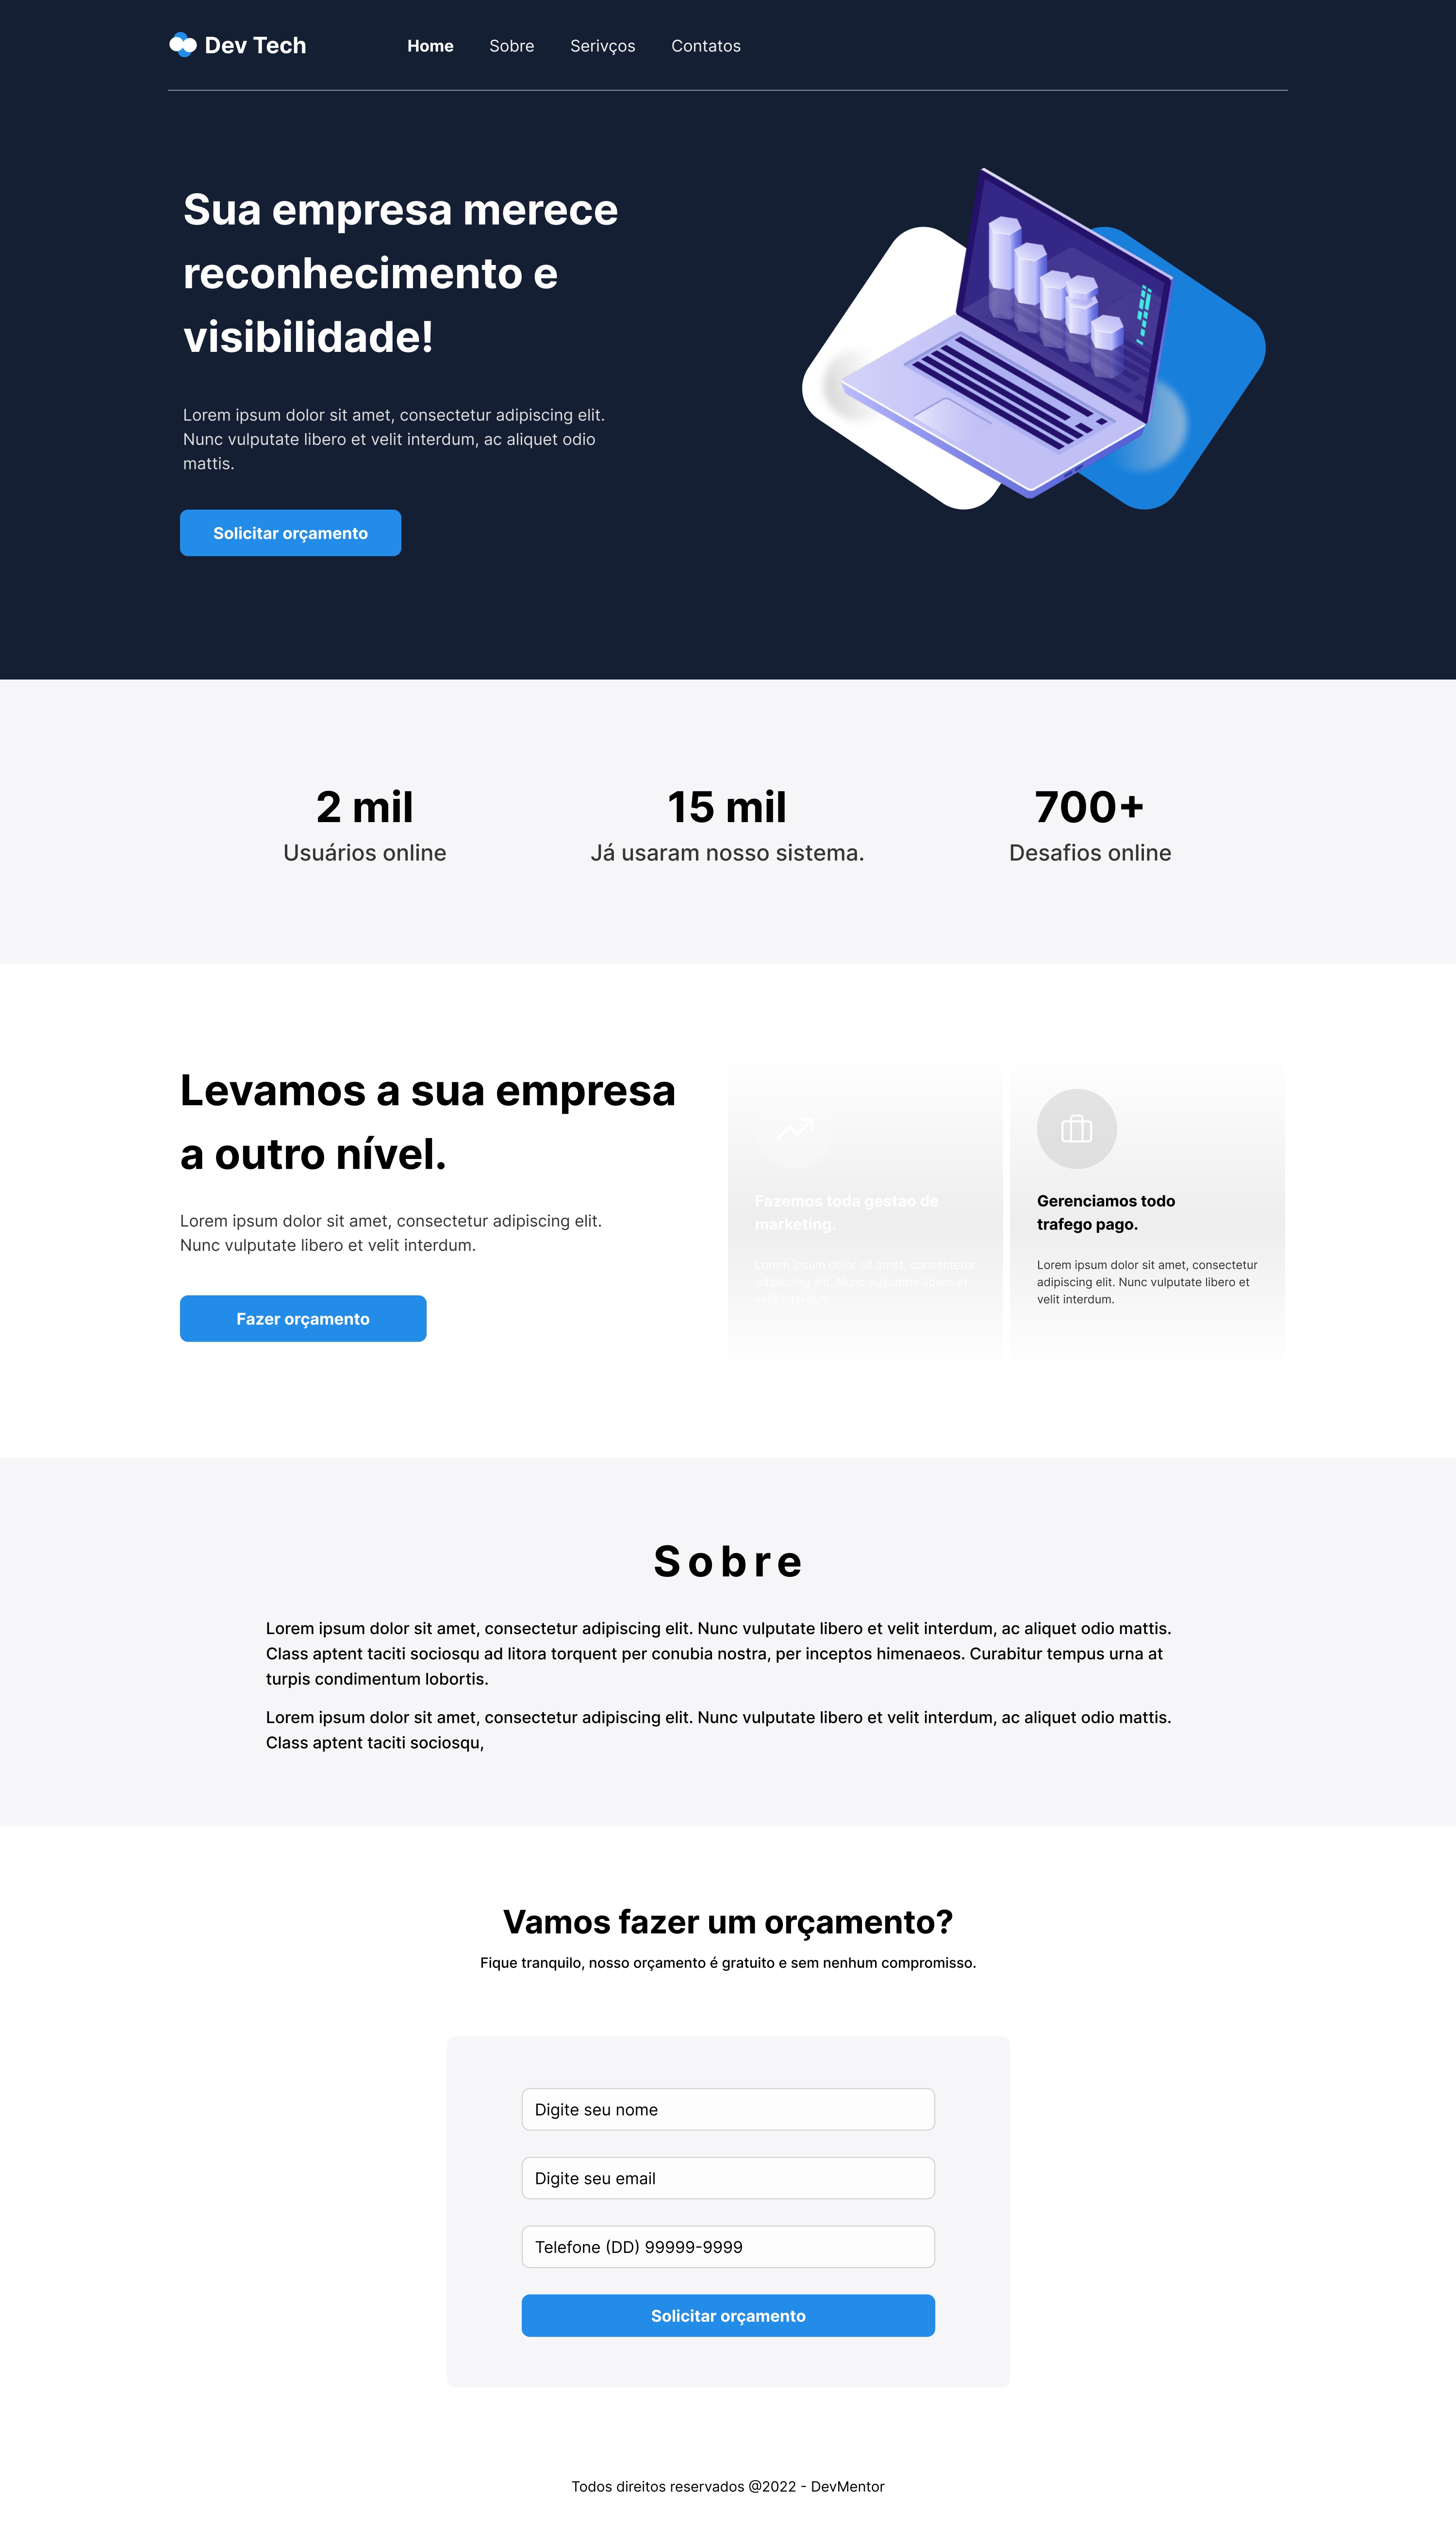 Dev Tech
Home
Sobre
Serivços
Contatos
Sua empresa merece
reconhecimento e
visibilidade!
Lorem ipsum dolor sit amet, consectetur adipiscing elit.
Nunc vulputate libero et velit interdum, ac aliquet odio
mattis.
Solicitar orçamento
2 mil
Usuários online
15 mil
Já usaram nosso sistema.
700+
Desafios online
Levamos a sua empresa
a outro nível.
Lorem ipsum dolor sit amet, consectetur adipiscing elit.
Nunc vulputate libero et velit interdum.
Fazer orçamento
Fazemos toda gestao de
marketing.
Lorem ipsum dolor sit amet, consectetur
adipiscing elit. Nunc vulputate libero et
velit interdum.
Gerenciamos todo
trafego pago.
Lorem ipsum dolor sit amet, consectetur
adipiscing elit. Nunc vulputate libero et
velit interdum.
Sobre
Lorem ipsum dolor sit amet, consectetur adipiscing elit. Nunc vulputate libero et velit interdum, ac aliquet odio mattis.
Class aptent taciti sociosqu ad litora torquent per conubia nostra, per inceptos himenaeos. Curabitur tempus urna at
turpis condimentum lobortis.
Lorem ipsum dolor sit amet, consectetur adipiscing elit. Nunc vulputate libero et velit interdum, ac aliquet odio mattis.
Class aptent taciti sociosqu,
Vamos fazer um orçamento?
Fique tranquilo, nosso orçamento é gratuito e sem nenhum compromisso.
Digite seu nome
Digite seu email
Telefone (DD) 99999-9999
Solicitar orçamento
Todos direitos reservados @2022 - DevMentor